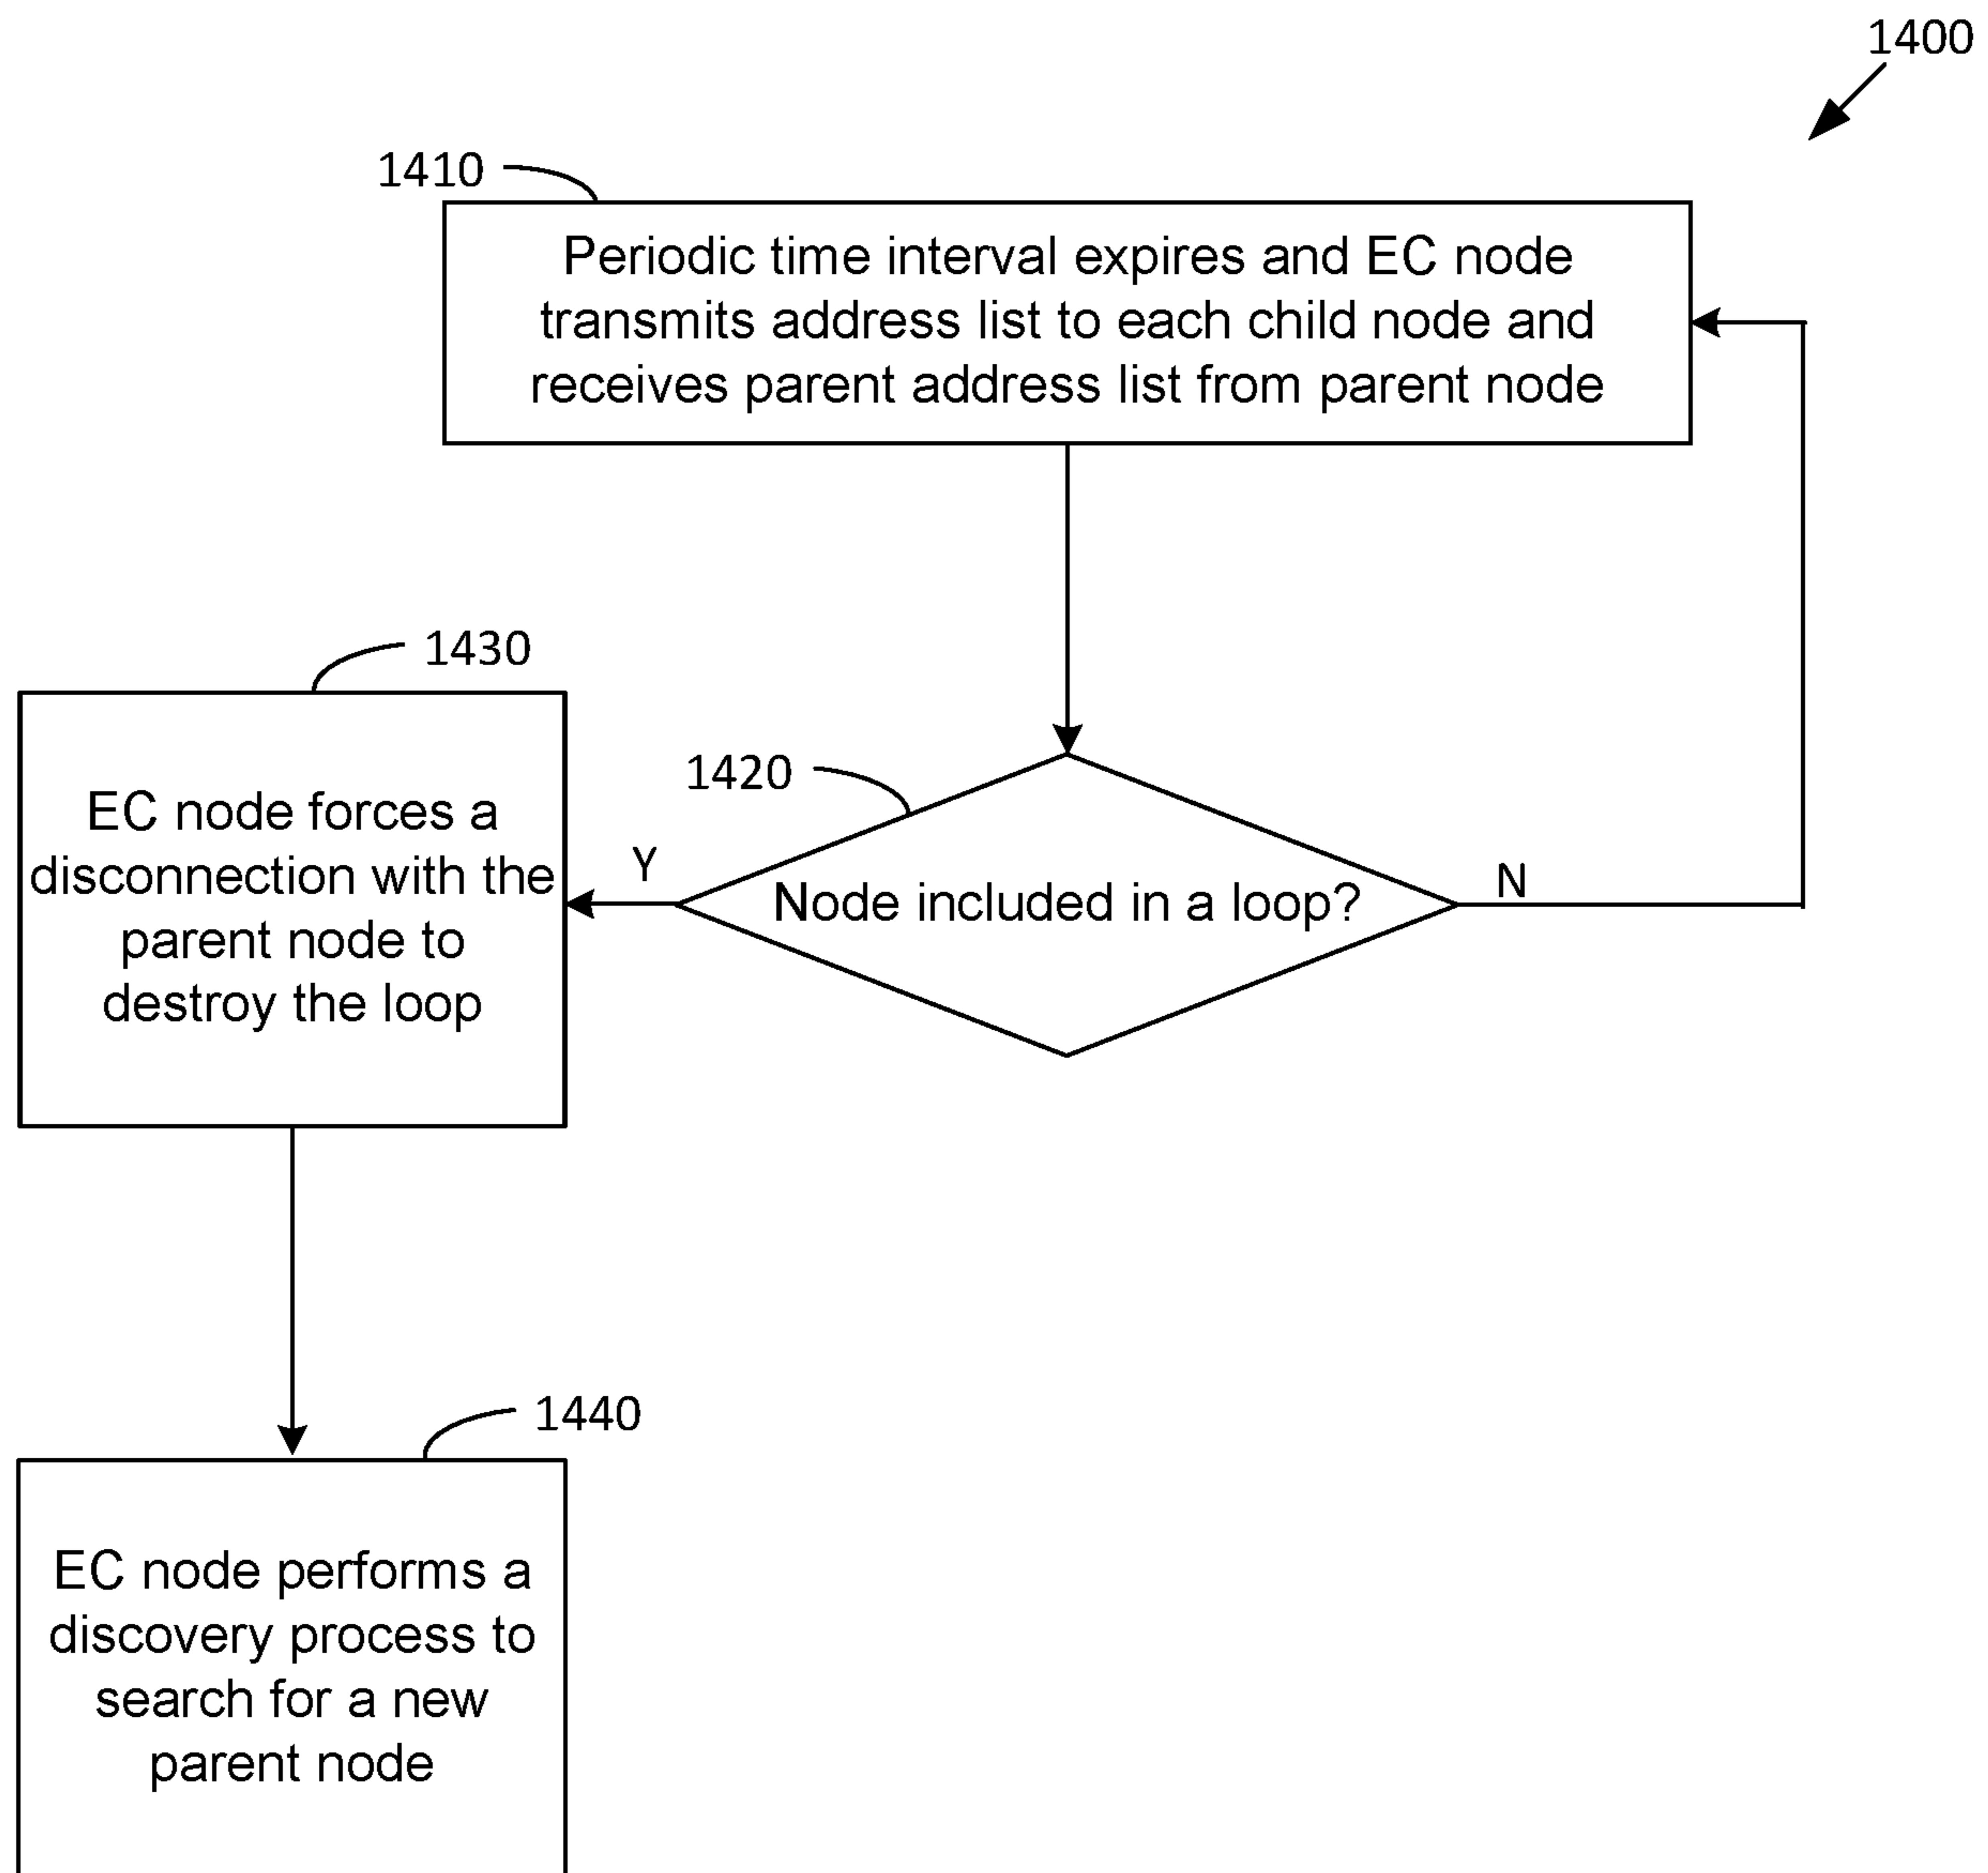 1400
1410
Periodic time interval expires and EC node
transmits address list to each child node and
receives parent address list from parent node
1430
1420
EC node forces a
disconnection with the
parent node to
destroy the loop
Y
Node included in a loop?
N
1440
EC node performs a
discovery process to
search for a new
parent node